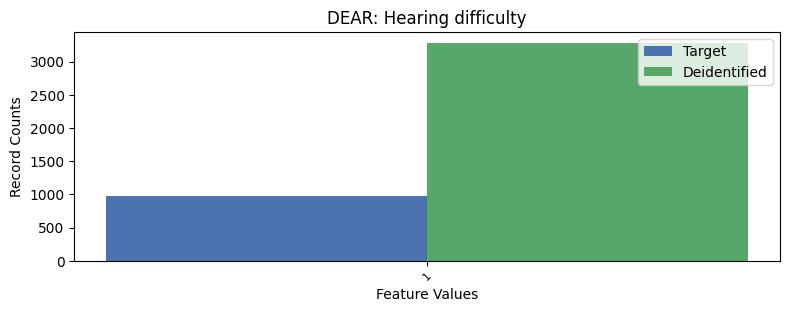 DEAR: Hearing difficulty
Target
Deidentified
Record Counts
3000
2500
2000
1500
1000
500
0
1
Feature Values